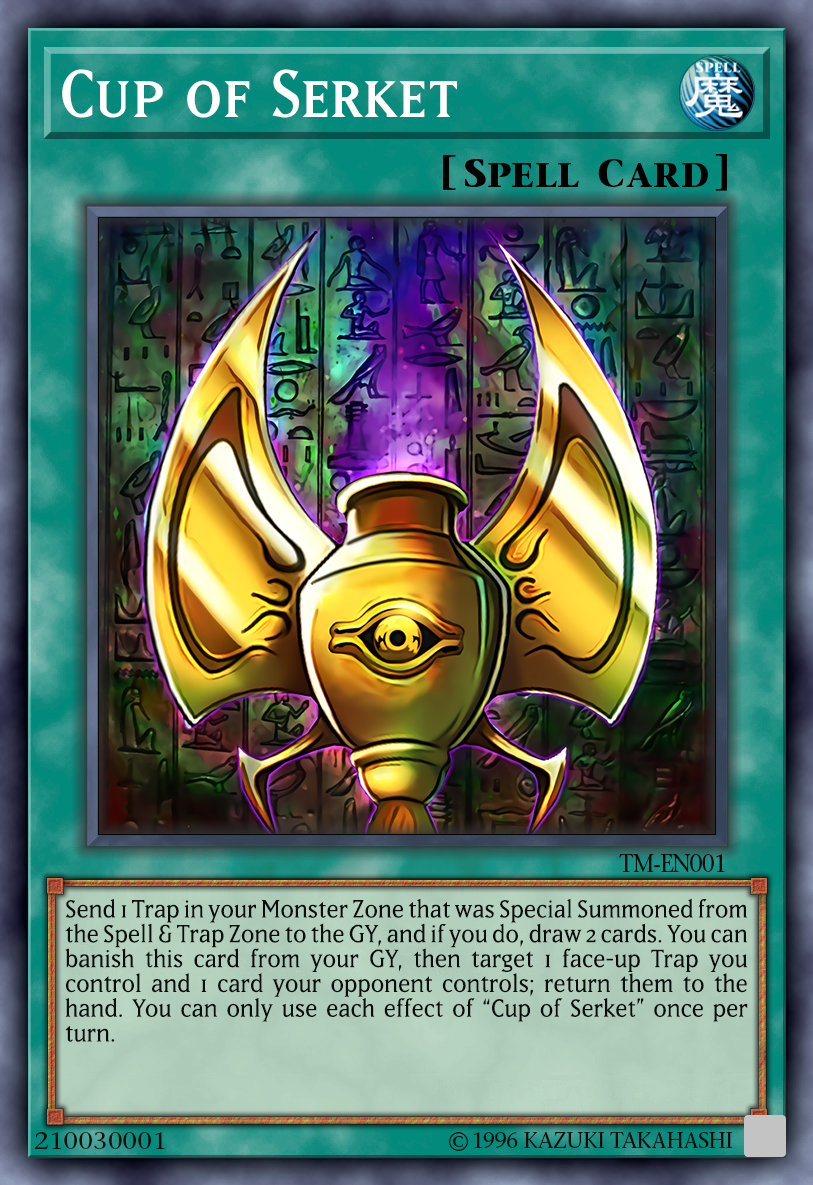 CUP OF SERKET
SPELL
魔
[SPELL CARD]
TM-EN001
Send 1 Trap in your Monster Zone that was Special Summoned from
the Spell & Trap Zone to the GY, and if you do, draw 2 cards. You can
banish this card from your GY, then target 1 face-up Trap you
control and 1 card your opponent controls; return them to the
hand. You can only use each effect of “Cup of Serket” once per
turn.
210030001
© 1996 KAZUKI TAKAHASHI